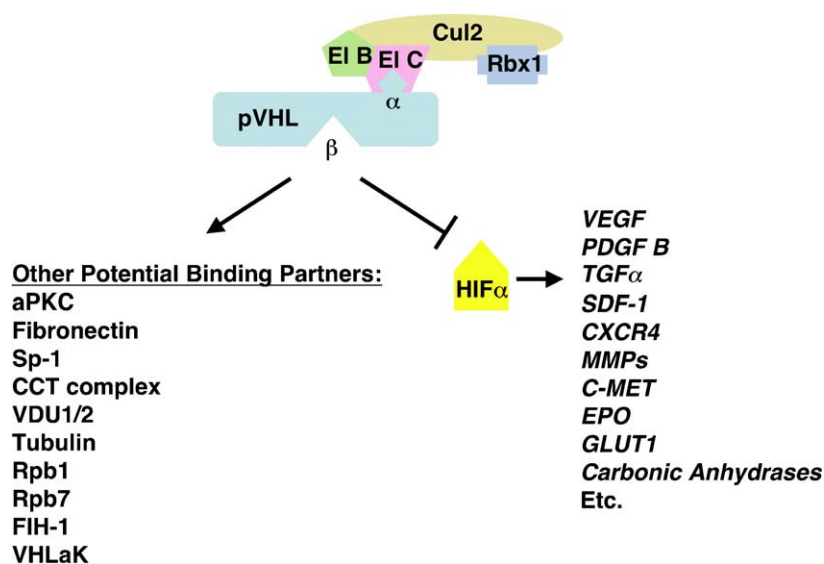 Cul2
El B
El C
Rbx1
α
pVHL
β
Other Potential Binding Partners:
aPKC
Fibronectin
Sp-1
CCT complex
VDU1/2
Tubulin
Rpb1
Rpb7
FIH-1
VHLaK
HIFα
VEGF
PDGF B
TGFα
SDF-1
CXCR4
MMPs
C-MET
EPO
GLUT1
Carbonic Anhydrases
Etc.